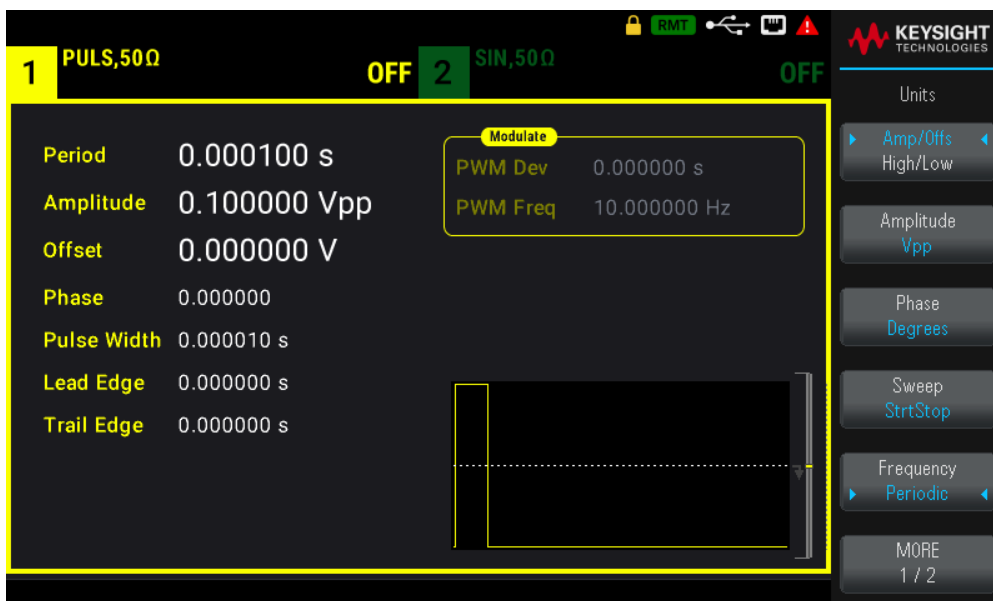 RMT
KEYSIGHT
TECHNOLOGIES
1 PULS,50Ω OFF 2 SIN,50Ω OFF
Units
Period 0.000100 s
Amplitude 0.100000 Vpp
Offset 0.000000 V
Phase 0.000000
Pulse Width 0.000010 s
Lead Edge 0.000000 s
Trail Edge 0.000000 s
Modulate
PWM Dev 0.000000 s
PWM Freq 10.000000 Hz
Amp/Offs
High/Low
Amplitude
Vpp
Phase
Degrees
Sweep
StrtStop
Frequency
Periodic
MORE
1 / 2